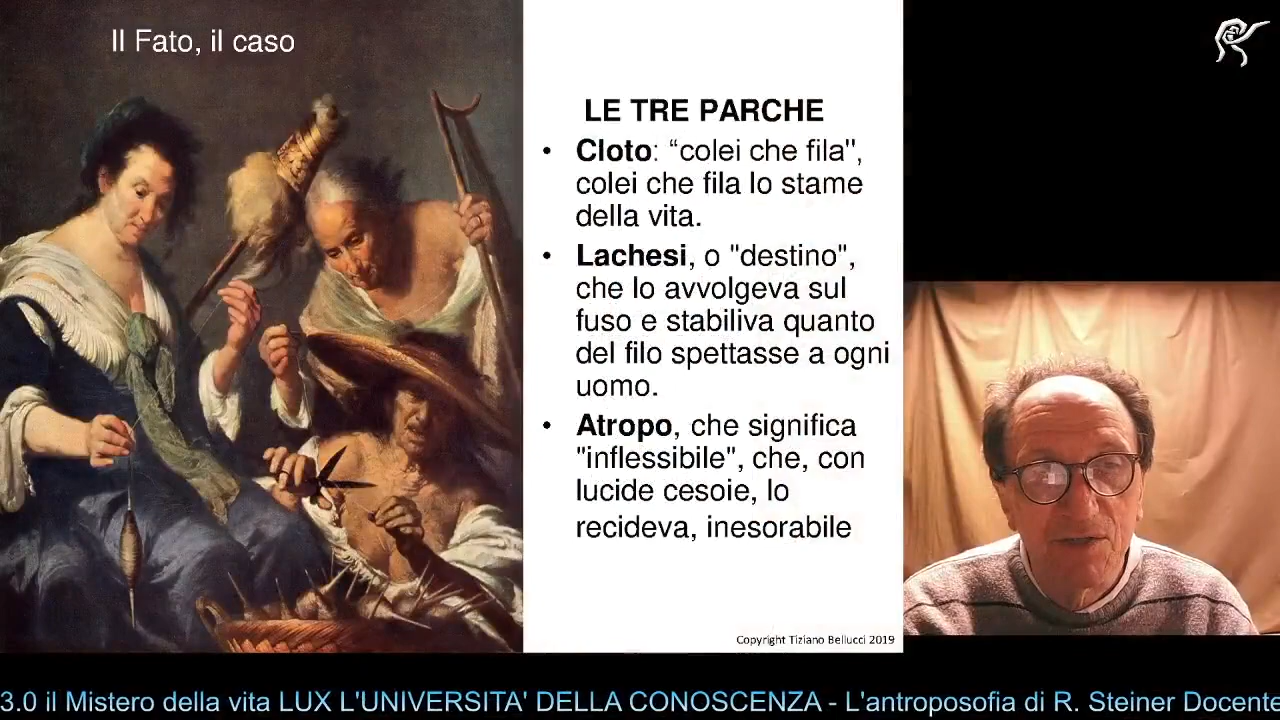 Il Fato, il caso
LE TRE PARCHE
• Cloto: “colei che fila",
colei che fila lo stame
della vita.
• Lachesi, o "destino",
che lo avvolgeva sul
fuso e stabiliva quanto
del filo spettasse a ogni
uomo.
• Atropo, che significa
"inflessibile", che, con
lucide cesoie, lo
recideva, inesorabile
Copyright Tiziano Bellucci 2019
3.0 il Mistero della vita LUX L'UNIVERSITA' DELLA CONOSCENZA - L'antroposofia di R. Steiner Docente